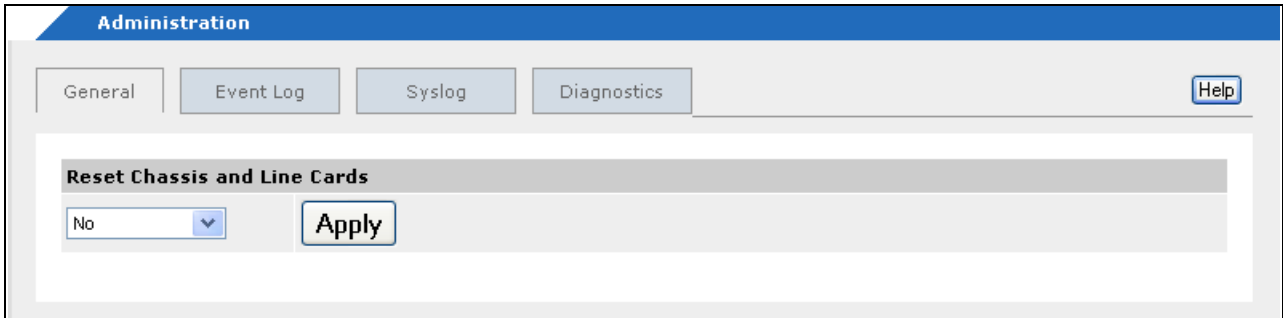 Administration
General Event Log Syslog Diagnostics Help
Reset Chassis and Line Cards
No Apply